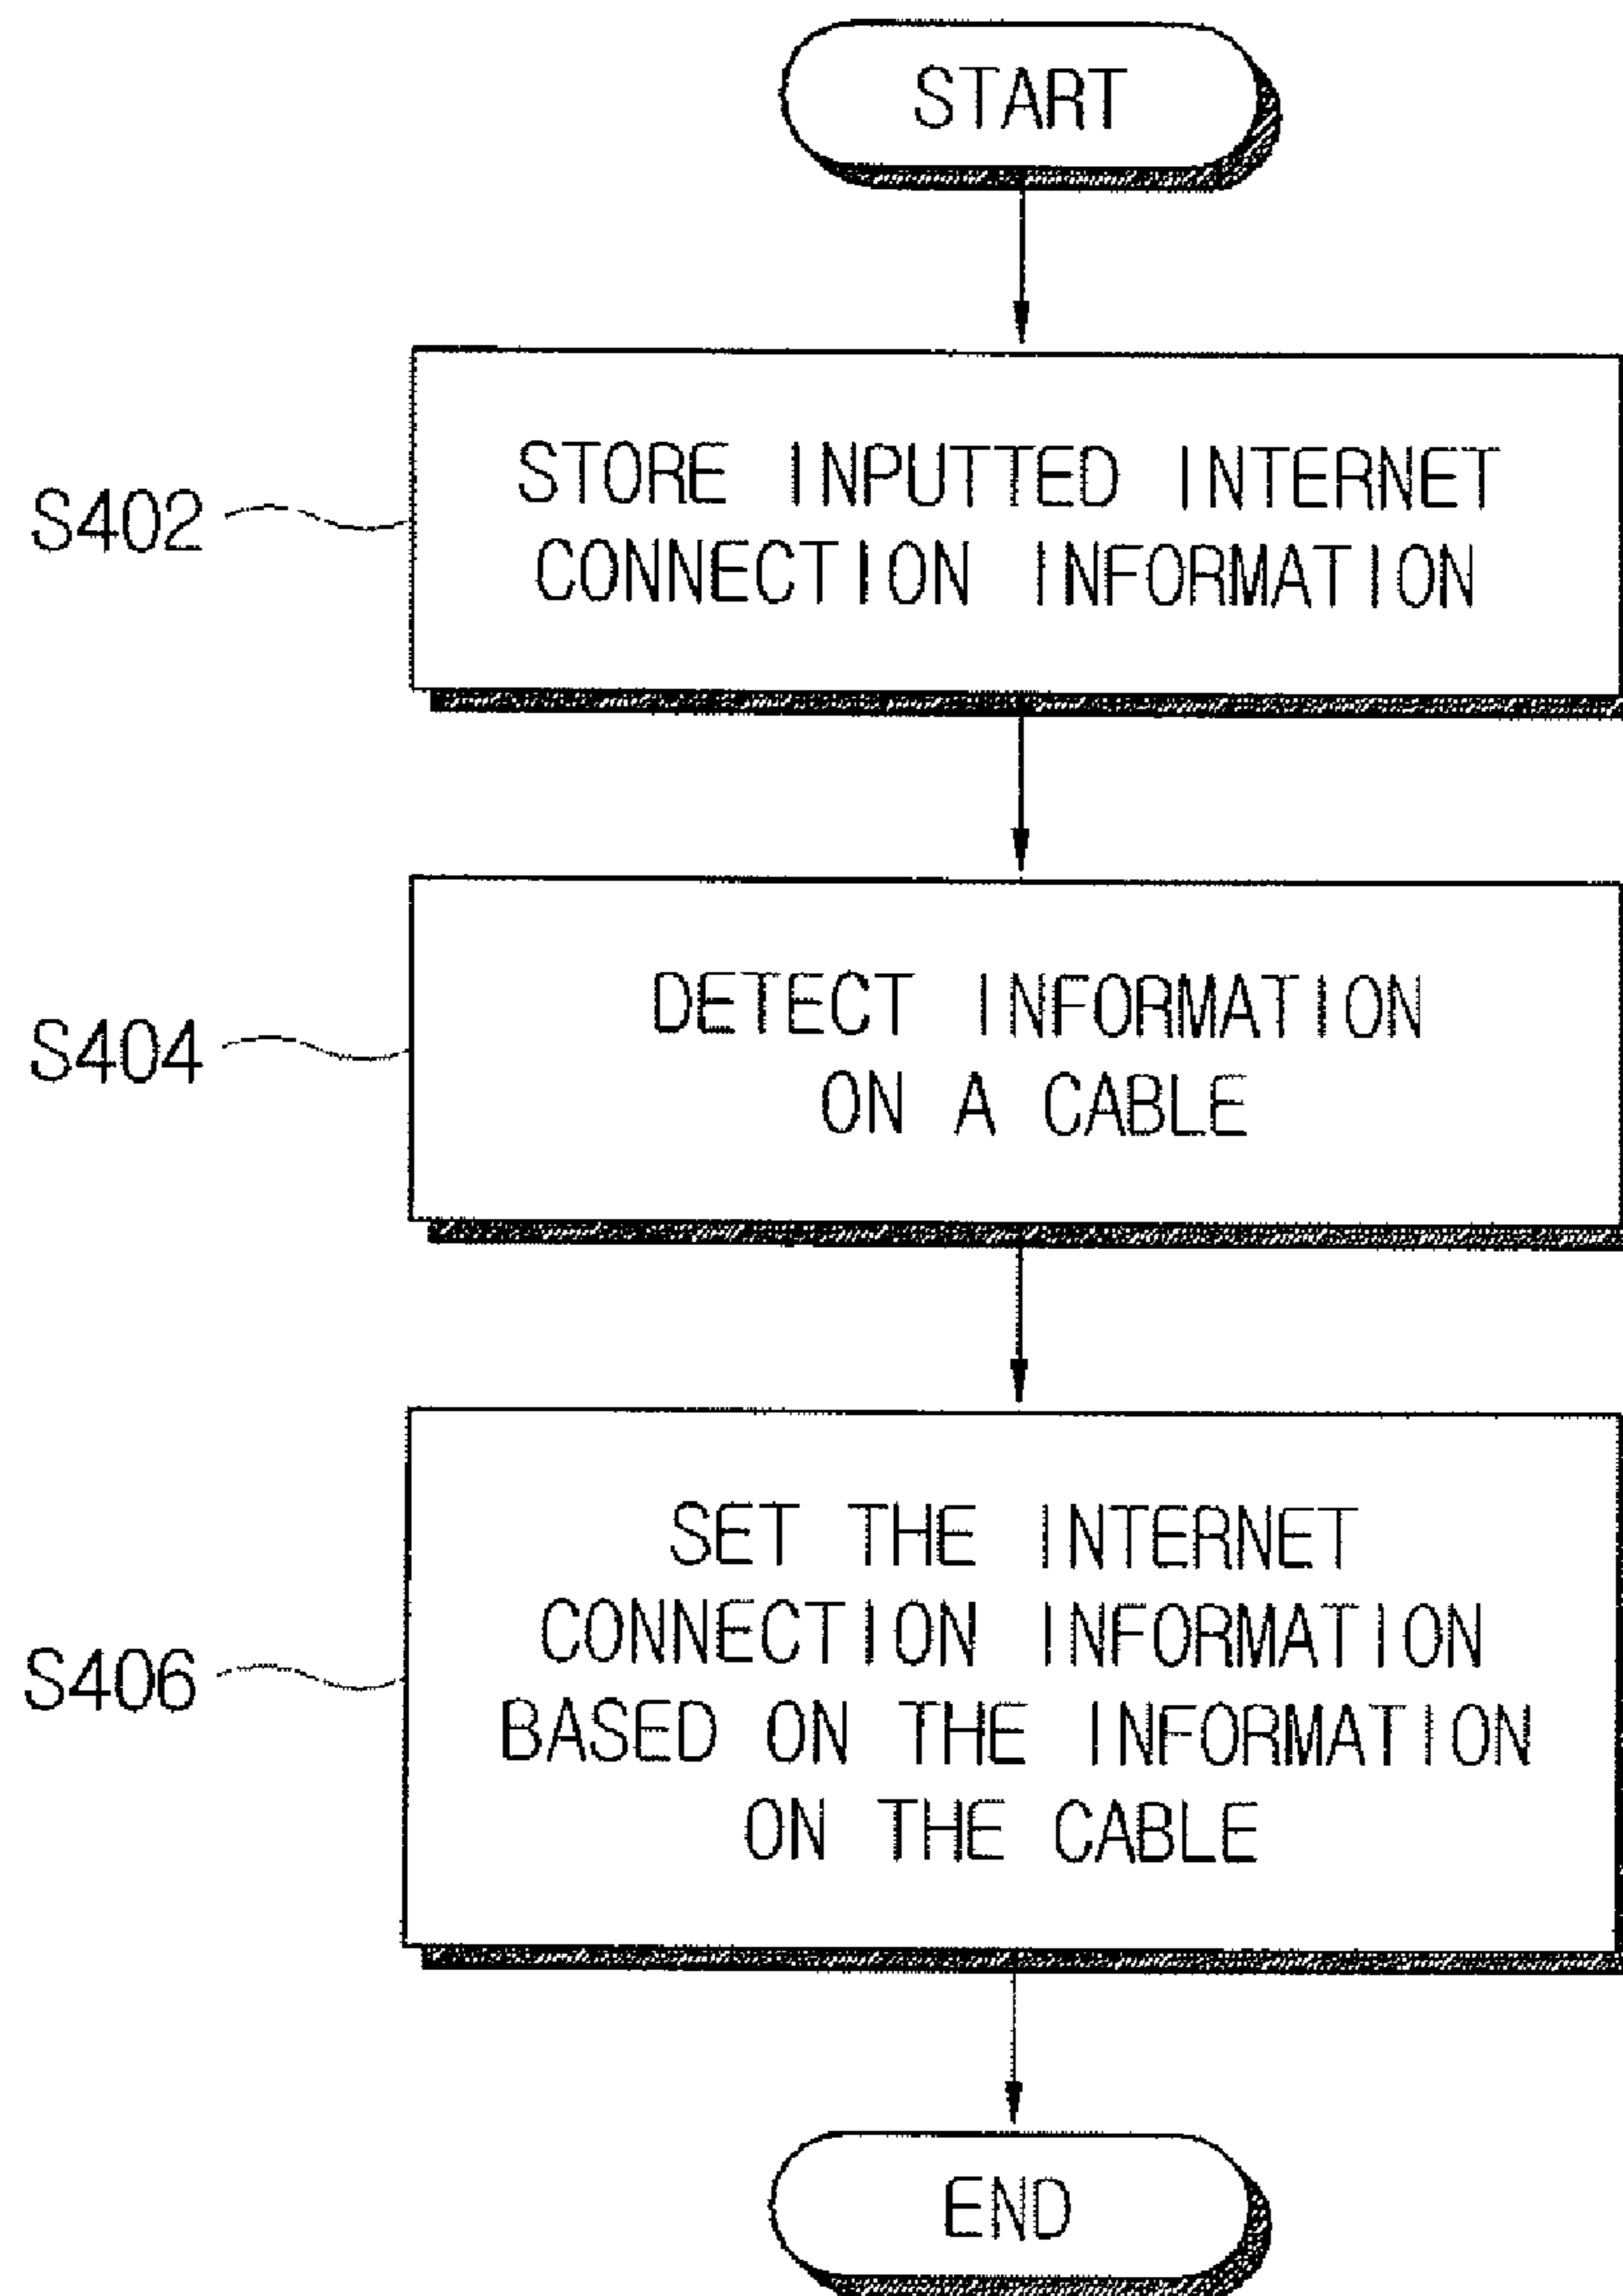 START
S402
STORE INPUTTED INTERNET
CONNECTION INFORMATION
S404
DETECT INFORMATION
ON A CABLE
S406
SET THE INTERNET
CONNECTION INFORMATION
BASED ON THE INFORMATION
ON THE CABLE
END